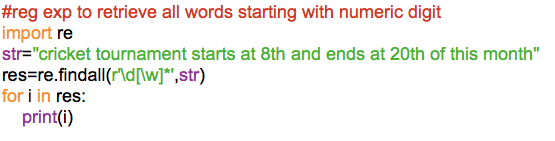 #reg exp to retrieve all words starting with numeric digit
import re
str="cricket tournament starts at 8th and ends at 20th of this month"
res=re.findall(r'\d[\w]*',str)
for i in res:
    print(i)